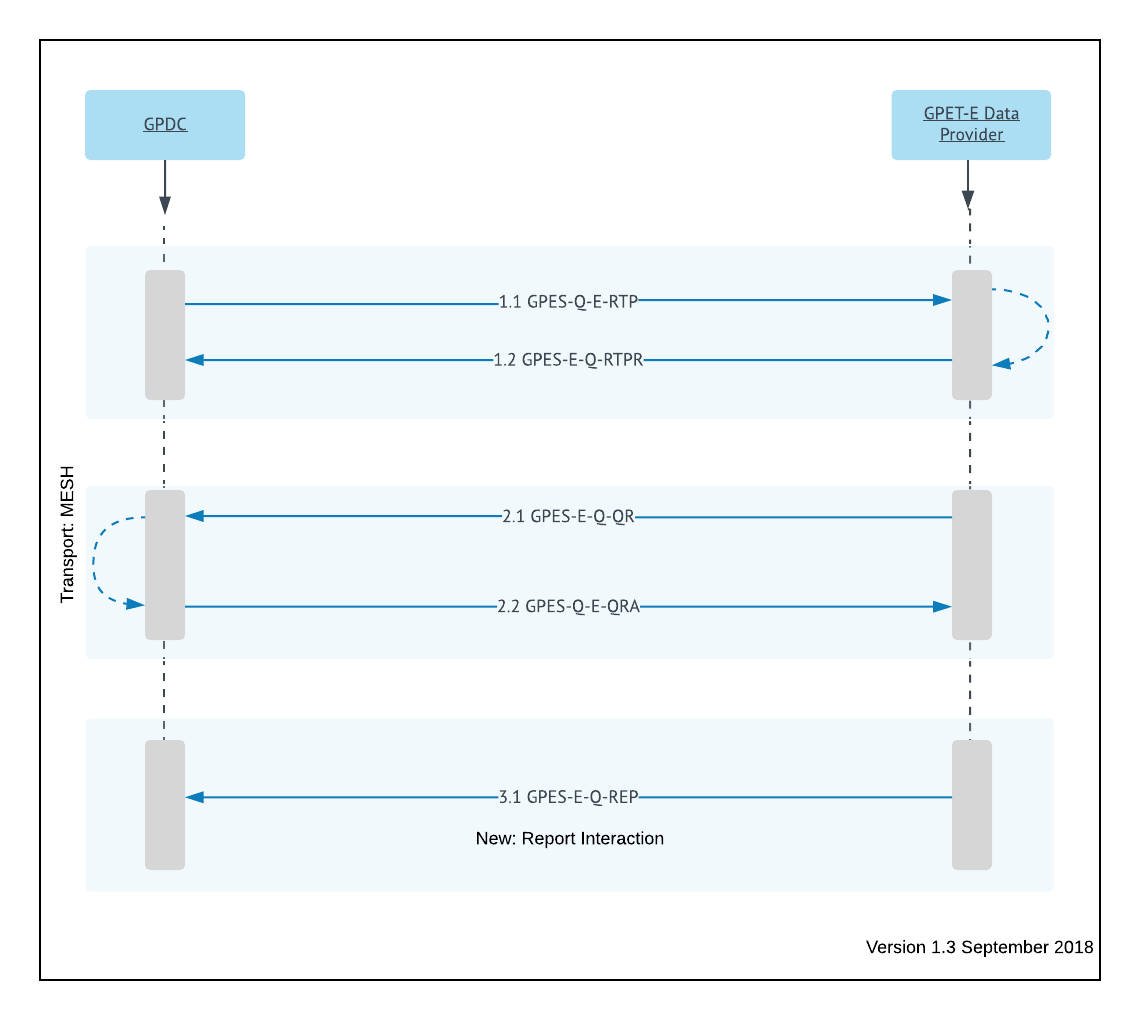 GPDC
GPET-E Data
Provider
1.1 GPES-Q-E-RTP
1.2 GPES-E-Q-RTPR
Transport: MESH
2.1 GPES-E-Q-QR
2.2 GPES-Q-E-QRA
3.1 GPES-E-Q-REP
New: Report Interaction
Version 1.3 September 2018